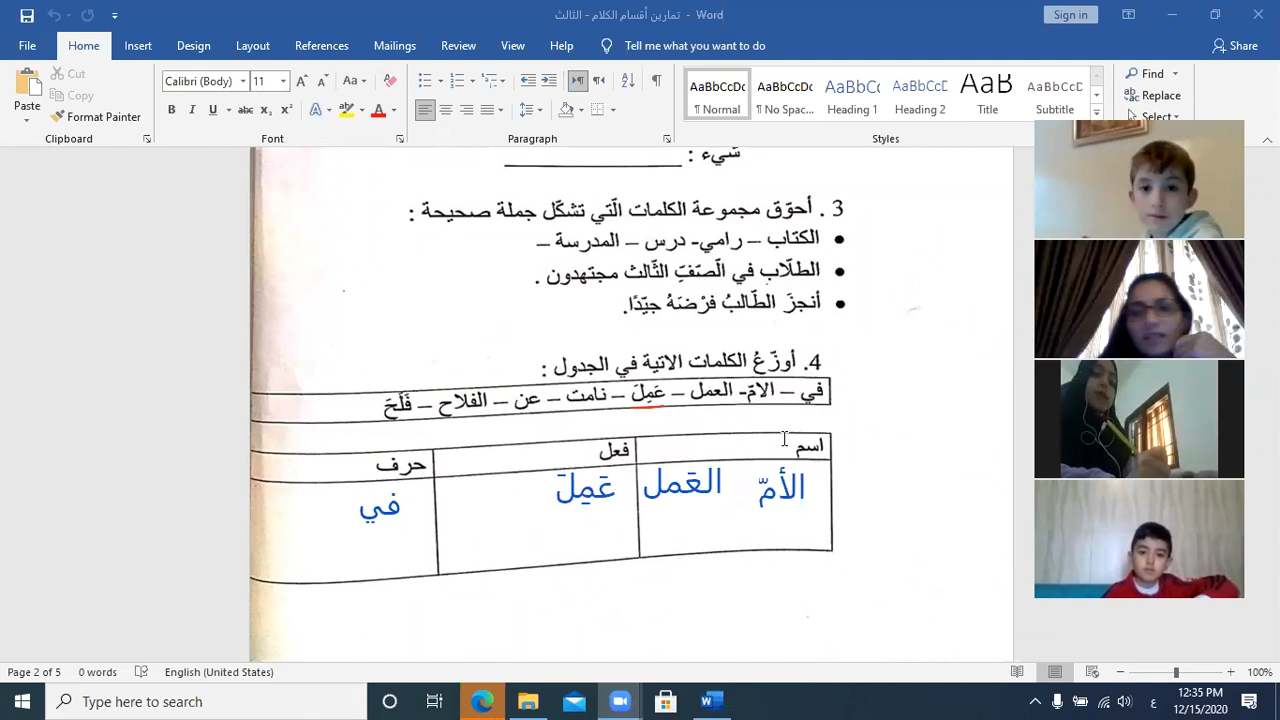 تمارين أقسام الكلام - الثالث - Word
Sign in
File Home Insert Design Layout References Mailings Review View Help Tell me what you want to do Share
Paste
Cut
Copy
Format Painter
Clipboard
Calibri (Body) 11
Font
Paragraph
AaBbCcDc AaBbCcDc AaBbCc AaBbCcC AaB AaBbCcDc
¶ Normal ¶ No Spac... Heading 1 Heading 2 Title Subtitle
Styles
Find
Replace
Select
شيء :
3 . أحوّق مجموعة الكلمات الّتي تشكّل جملة صحيحة :
الكتاب – رامي- درس – المدرسة –
الطلّاب في الّصّفِ الثّالث مجتهدون .
أنجزَ الطّالبُ فرْضَهُ جيّدًا.
4. أوزّعُ الكلمات الاتية في الجدول :
في – الامّ- العمل – عَمِلَ – نامت – عن – الفلاح – فَلَحَ
اسم فعل حرف
الأمّ العَمل عَمِلَ في
Page 2 of 5 0 words English (United States) 100%
Type here to search
ع
12:35 PM
12/15/2020